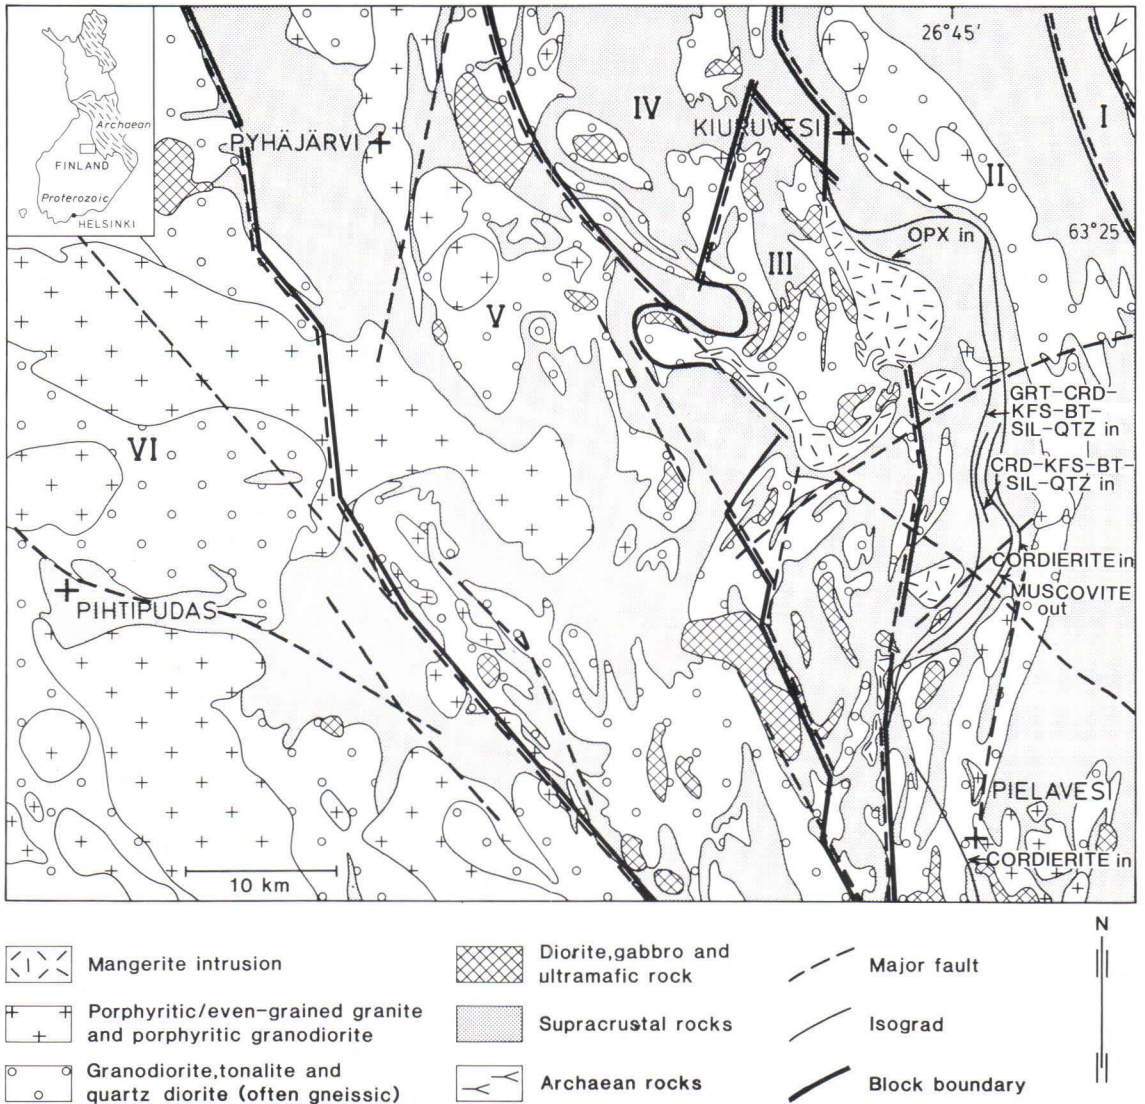 26°45'
Archaean
FINLAND
Proterozoic
HELSINKI
PYHÄJÄRVI
IV
KIURUVESI
I
II
63°25'
OPX in
III
V
VI
GRT-CRD-
KFS-BT-
SIL-QTZ in
CRD-KFS-BT-
SIL-QTZ in
CORDIERITE in
MUSCOVITE
out
PIHTIPUDAS
PIELAVESI
CORDIERITE in
10 km
N
Mangerite intrusion
Porphyritic/even-grained granite
and porphyritic granodiorite
Granodiorite,tonalite and
quartz diorite (often gneissic)
Diorite,gabbro and
ultramafic rock
Supracrustal rocks
Archaean rocks
Major fault
Isograd
Block boundary